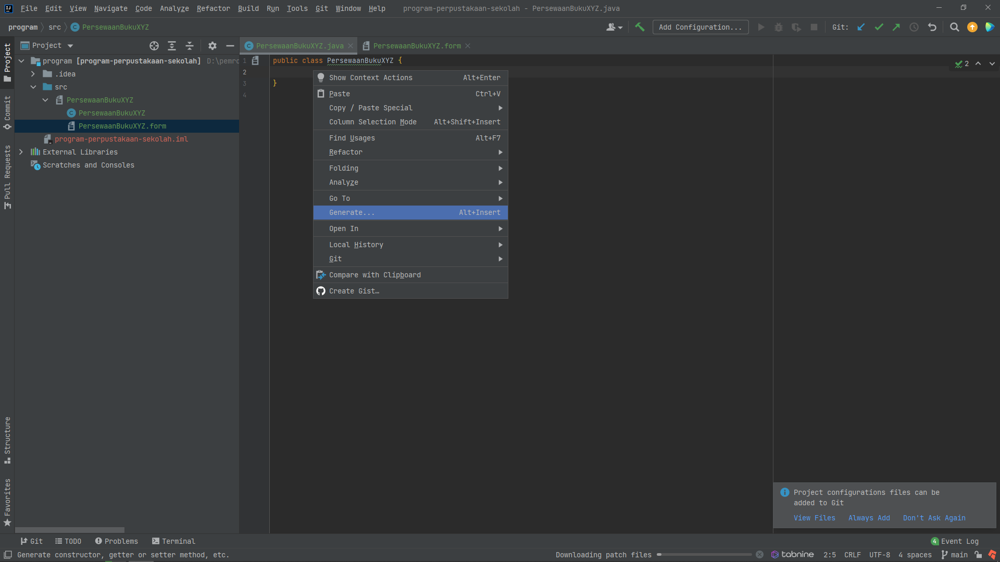 File Edit View Navigate Code Analyze Refactor Build Run Tools Git Window Help program-perpustakaan-sekolah - PersewaanBukuXYZ.java
program src PersewaanBukuXYZ Add Configuration... Git:
Project
PersewaanBukuXYZ.java PersewaanBukuXYZ.form
program [program-perpustakaan-sekolah]
.idea
src
PersewaanBukuXYZ
PersewaanBukuXYZ
PersewaanBukuXYZ.form
program-perpustakaan-sekolah.iml
External Libraries
Scratches and Consoles
Project
Commit
Pull Requests
Structure
Favorites
1 public class PersewaanBukuXYZ {
2
3 }
4
2
Show Context Actions Alt+Enter
Paste Ctrl+V
Copy / Paste Special
Column Selection Mode Alt+Shift+Insert
Find Usages Alt+F7
Refactor
Folding
Analyze
Go To
Generate... Alt+Insert
Open In
Local History
Git
Compare with Clipboard
Create Gist…
Project configurations files can be
added to Git
View Files Always Add Don't Ask Again
Git TODO Problems Terminal 4 Event Log
Generate constructor, getter or setter method, etc. Downloading patch files tabnine 2:5 CRLF UTF-8 4 spaces main